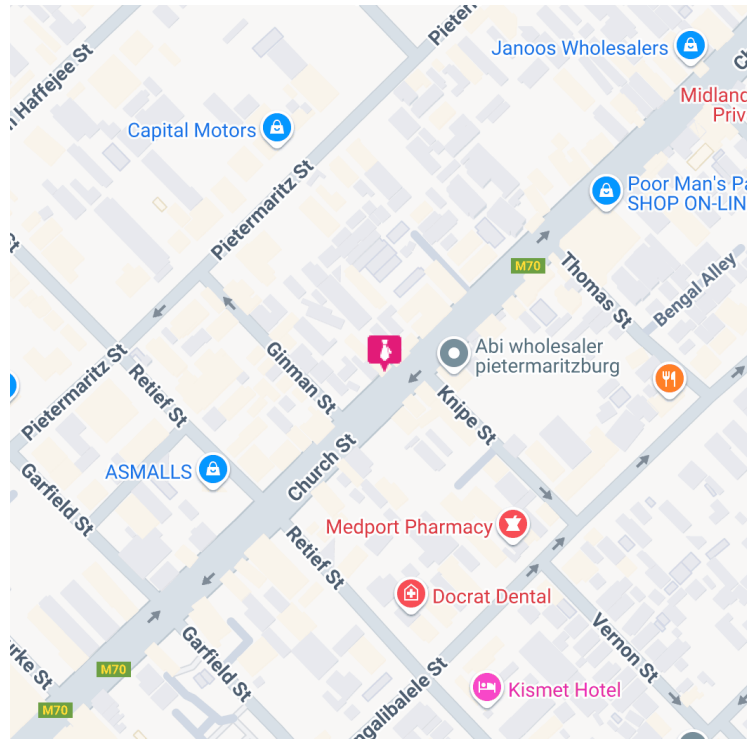 Haffejee St
Janoos Wholesalers
Midland
Priv
Capital Motors
Pietermaritz St
Poor Man's Pa
SHOP ON-LIN
M70
Thomas St
Bengal Alley
Abi wholesaler
pietermaritzburg
Ginman St
Pietermaritz St
Retief St
Knipe St
ASMALLS
Church St
Garfield St
Medport Pharmacy
Retief St
Docrat Dental
Vernon St
Garfield St
M70
Kismet Hotel
M70